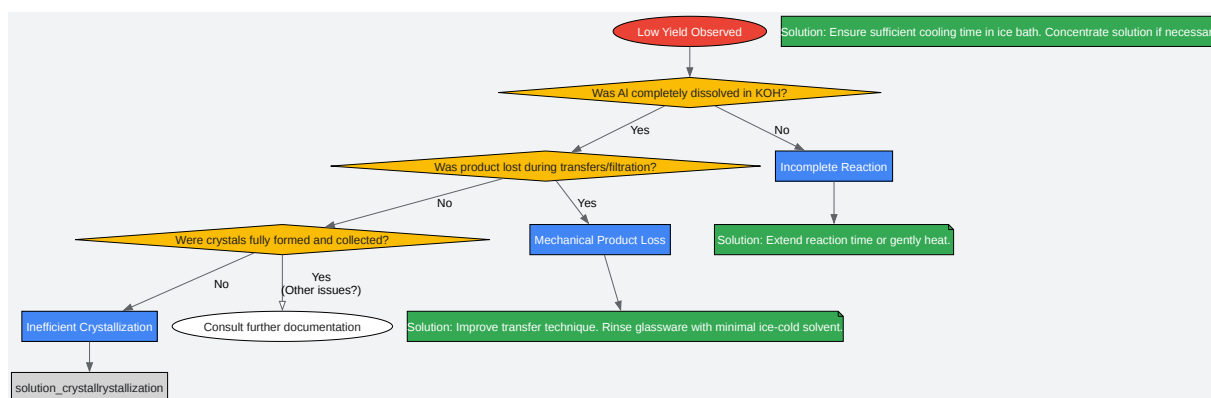 Low Yield Observed
Solution: Ensure sufficient cooling time in ice bath. Concentrate solution if necessar
Was Al completely dissolved in KOH?
Yes
No
Was product lost during transfers/filtration?
Incomplete Reaction
No
Yes
Were crystals fully formed and collected?
Mechanical Product Loss
Solution: Extend reaction time or gently heat.
No
Yes
(Other issues?)
Inefficient Crystallization
Consult further documentation
Solution: Improve transfer technique. Rinse glassware with minimal ice-cold solvent.
solution_crystallrystallization